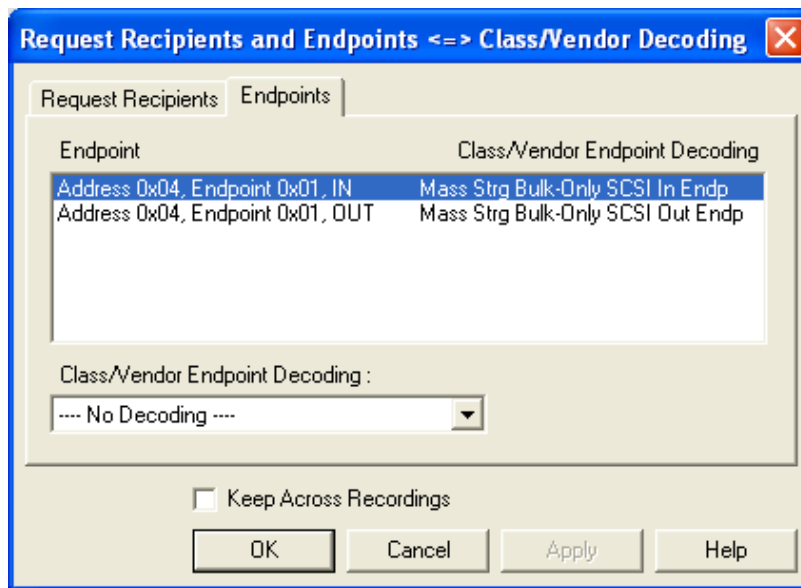 Request Recipients and Endpoints <=> Class/Vendor Decoding
Request Recipients Endpoints
Endpoint Class/Vendor Endpoint Decoding
Address 0x04, Endpoint 0x01, IN Mass Strg Bulk-Only SCSI In Endp
Address 0x04, Endpoint 0x01, OUT Mass Strg Bulk-Only SCSI Out Endp
Class/Vendor Endpoint Decoding :
---- No Decoding ----
Keep Across Recordings
OK Cancel Apply Help